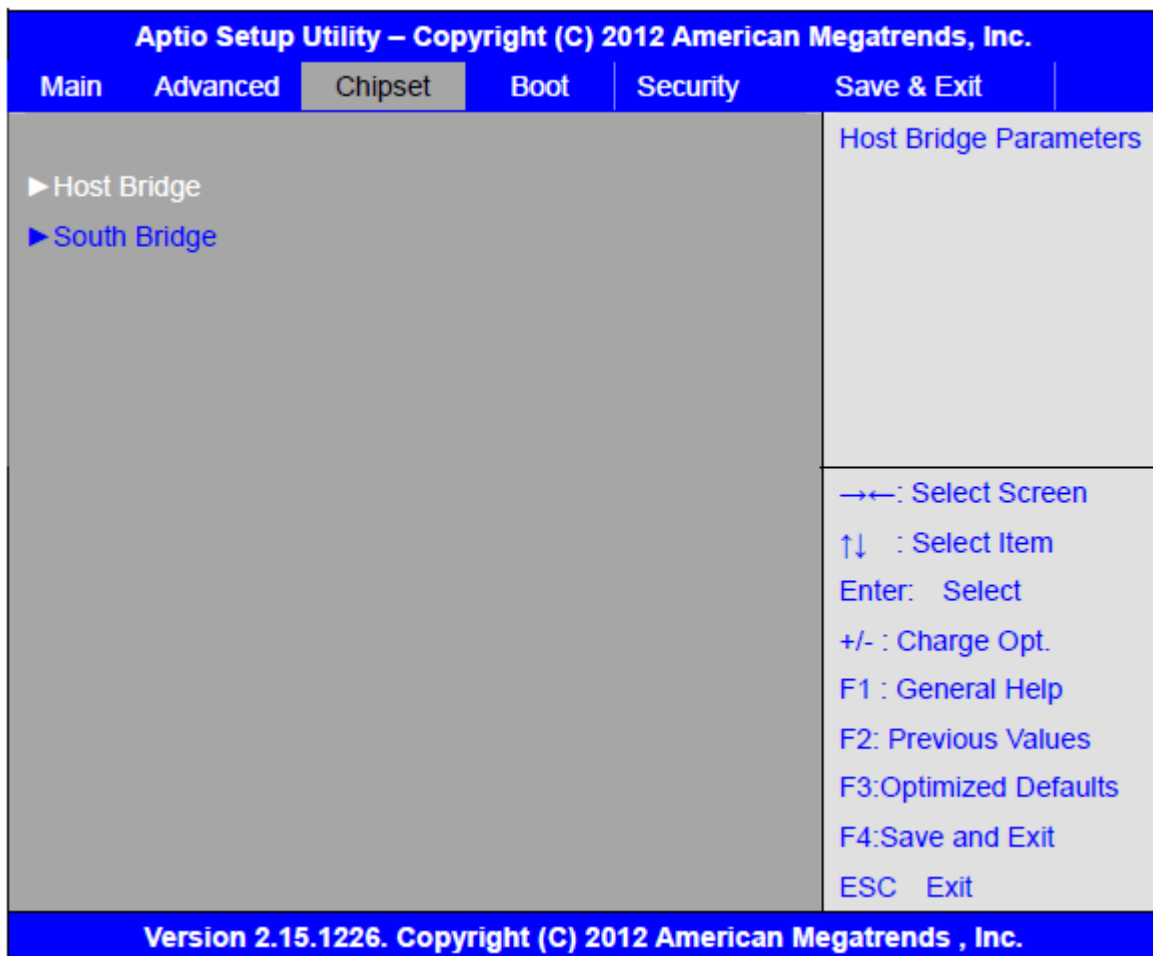 Aptio Setup Utility – Copyright (C) 2012 American Megatrends, Inc.
Main Advanced Chipset Boot Security Save & Exit
►Host Bridge
►South Bridge
Host Bridge Parameters
→←: Select Screen
↑↓ : Select Item
Enter: Select
+/- : Charge Opt.
F1 : General Help
F2: Previous Values
F3:Optimized Defaults
F4:Save and Exit
ESC Exit
Version 2.15.1226. Copyright (C) 2012 American Megatrends , Inc.